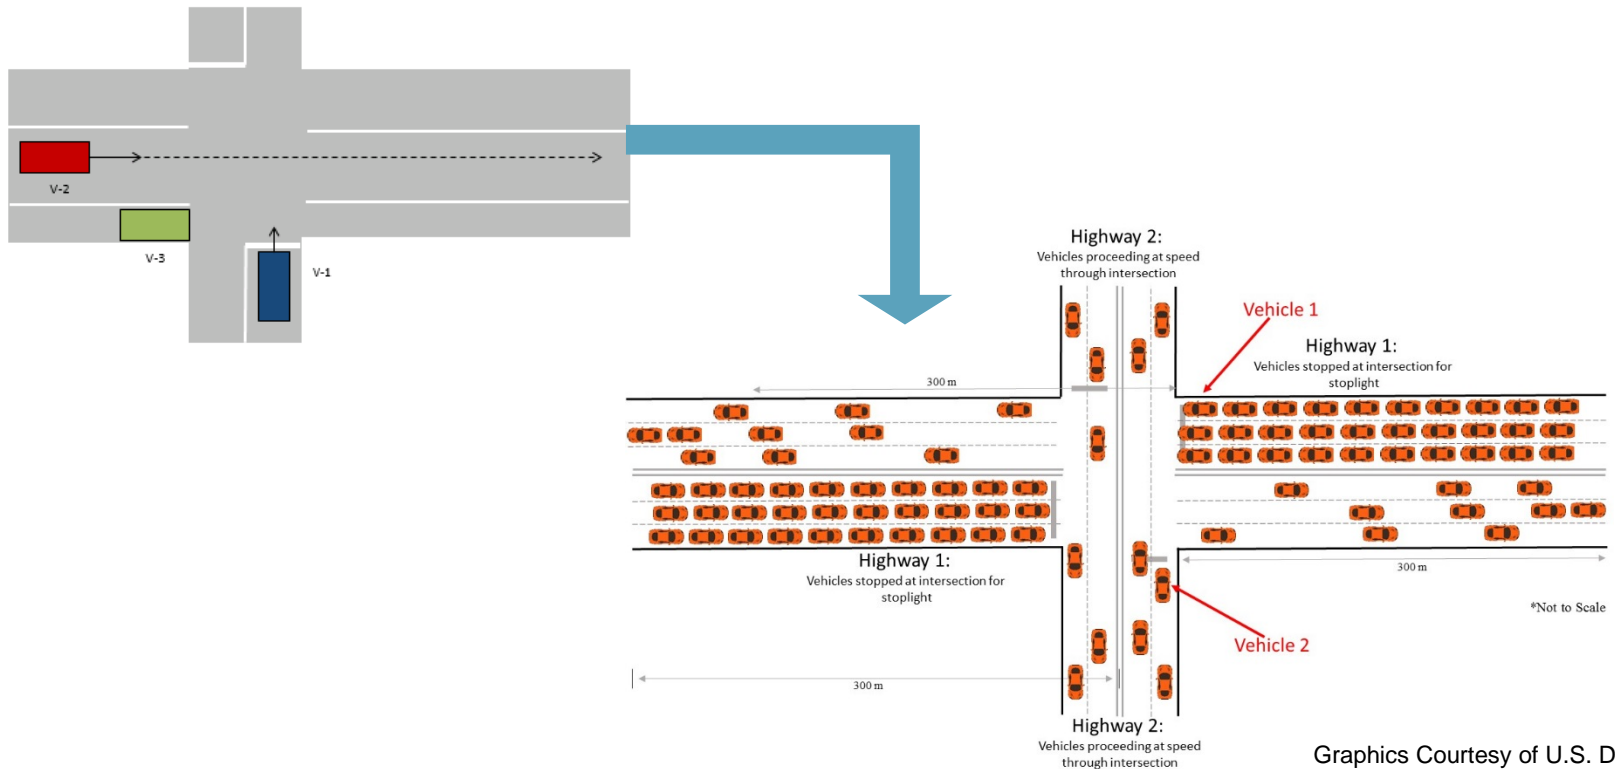 V-2
V-3
V-1
Highway 2:
Vehicles proceeding at speed
through intersection
Vehicle 1
Highway 1:
Vehicles stopped at intersection for
stoplight
300 m
Highway 1:
Vehicles stopped at intersection for
stoplight
300 m
*Not to Scale
Vehicle 2
300 m
Highway 2:
Vehicles proceeding at speed
through intersection
Graphics Courtesy of U.S. D